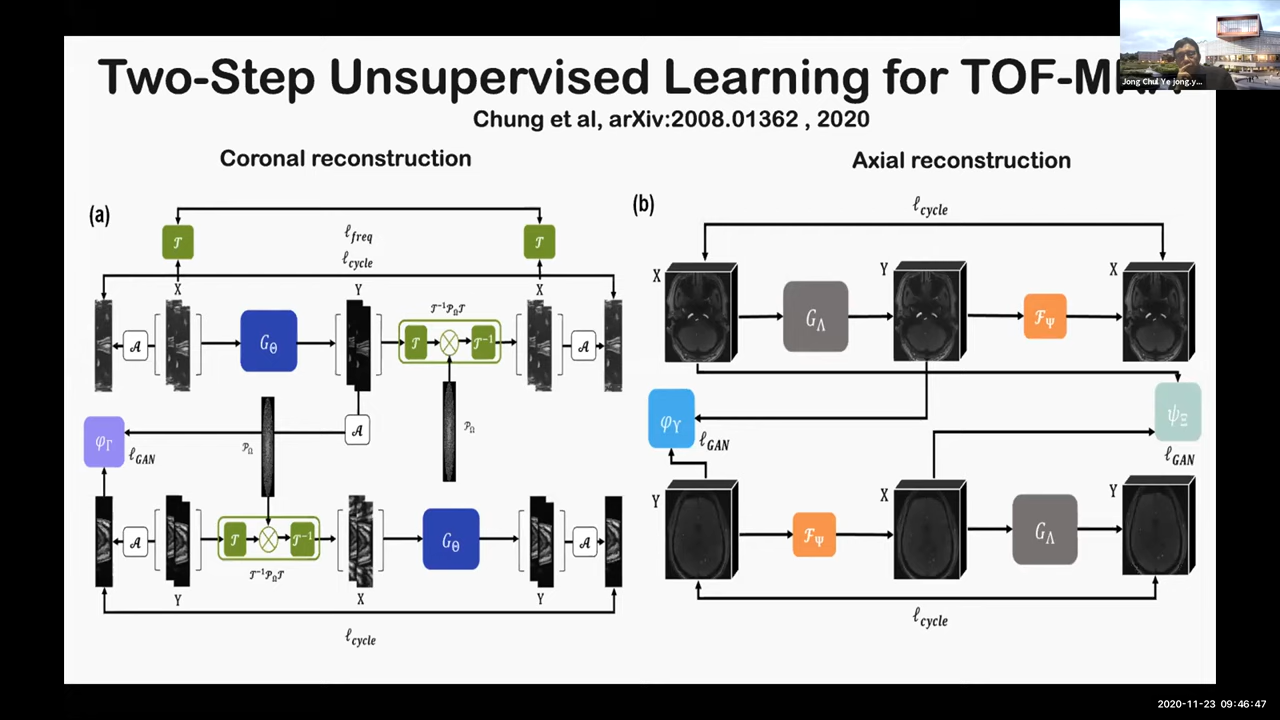 Two-Step Unsupervised Learning for TOF-MRA
Jong Chul Ye jong.y...
Chung et al, arXiv:2008.01362 , 2020
Coronal reconstruction
Axial reconstruction
(a)
𝒯
𝒯
ℓfreq
ℓcycle
X
Y
𝒯⁻¹𝒫Ω𝒯
X
𝒜
GΘ
𝒯
𝒯⁻¹
𝒜
φΓ
ℓGAN
𝒫Ω
𝒜
𝒫Ω
𝒜
𝒯
𝒯⁻¹
GΘ
𝒜
𝒯⁻¹𝒫Ω𝒯
Y
X
Y
ℓcycle
(b)
ℓcycle
X
Y
X
GΛ
ℱΨ
φΥ
ℓGAN
ψΞ
ℓGAN
Y
X
Y
ℱΨ
GΛ
ℓcycle
2020-11-23 09:46:47